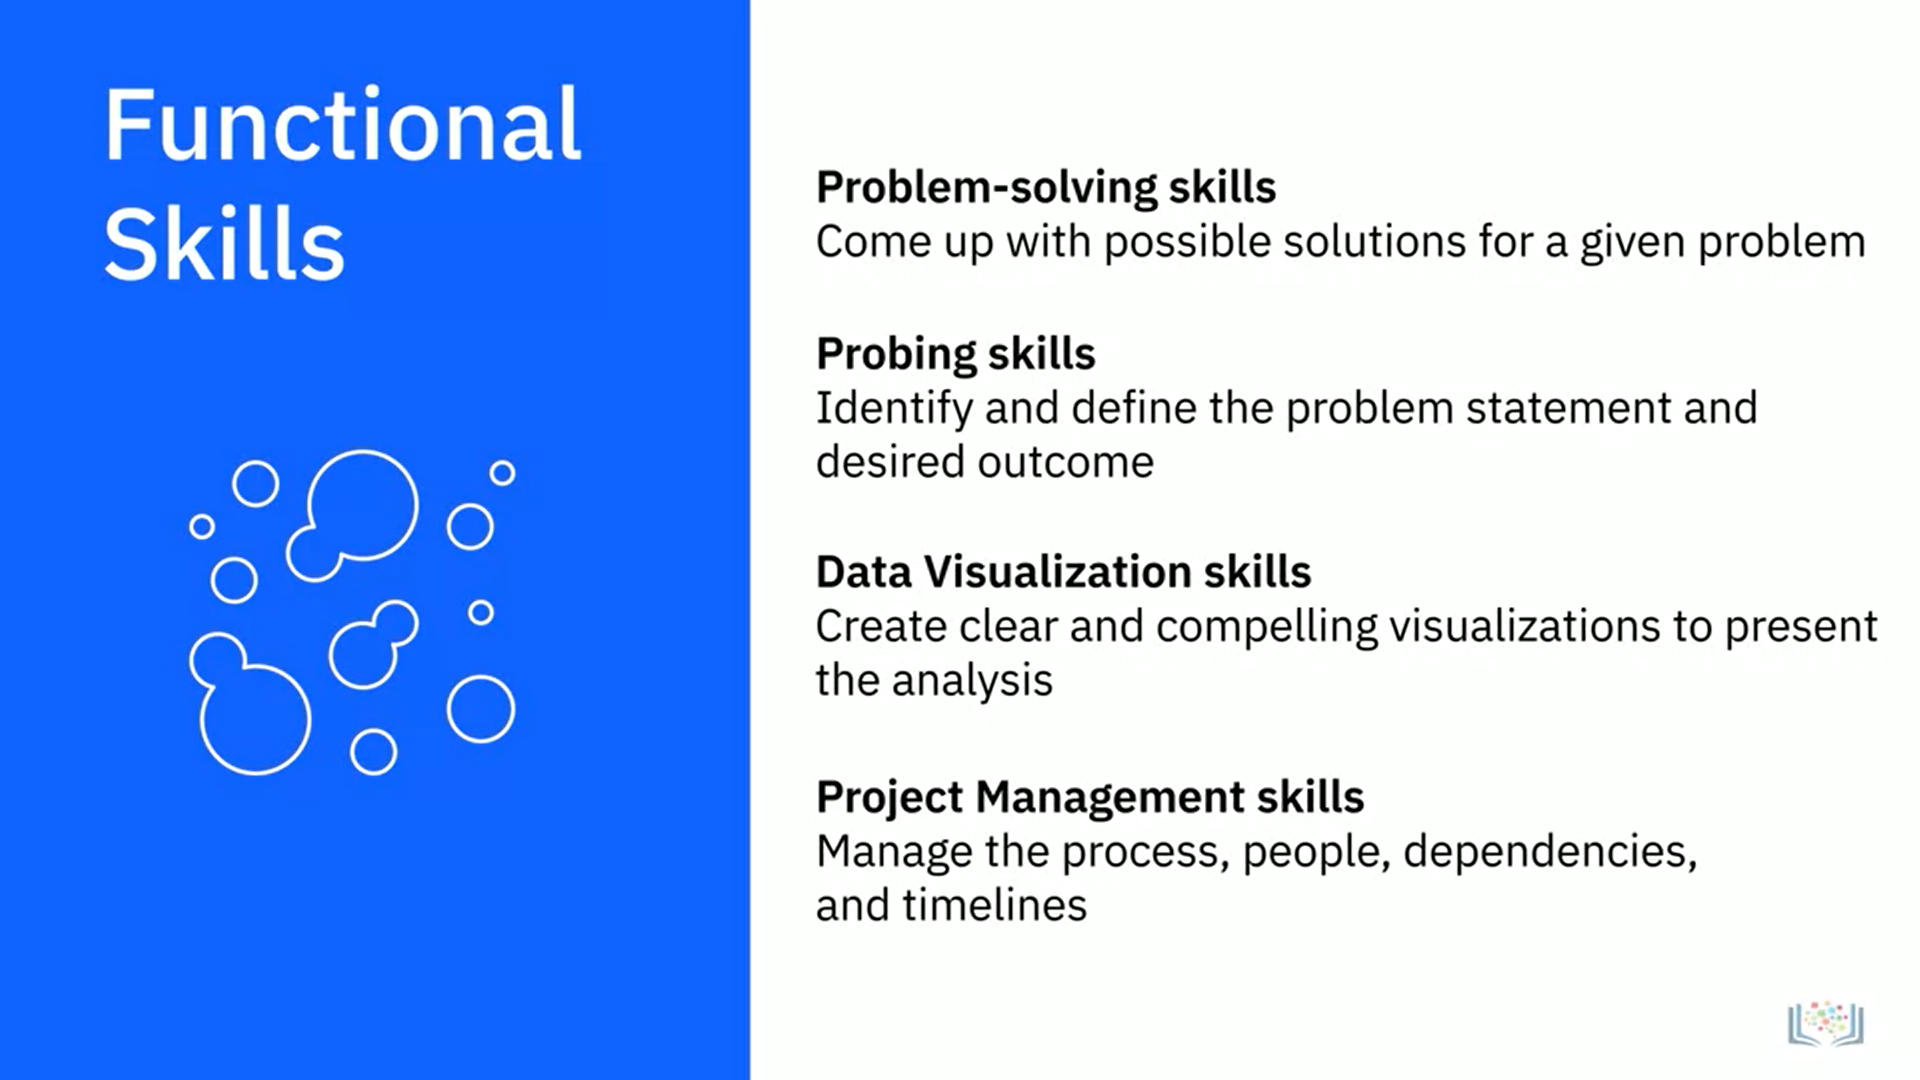 Functional
Skills
Problem-solving skills
Come up with possible solutions for a given problem
Probing skills
Identify and define the problem statement and
desired outcome
Data Visualization skills
Create clear and compelling visualizations to present
the analysis
Project Management skills
Manage the process, people, dependencies,
and timelines